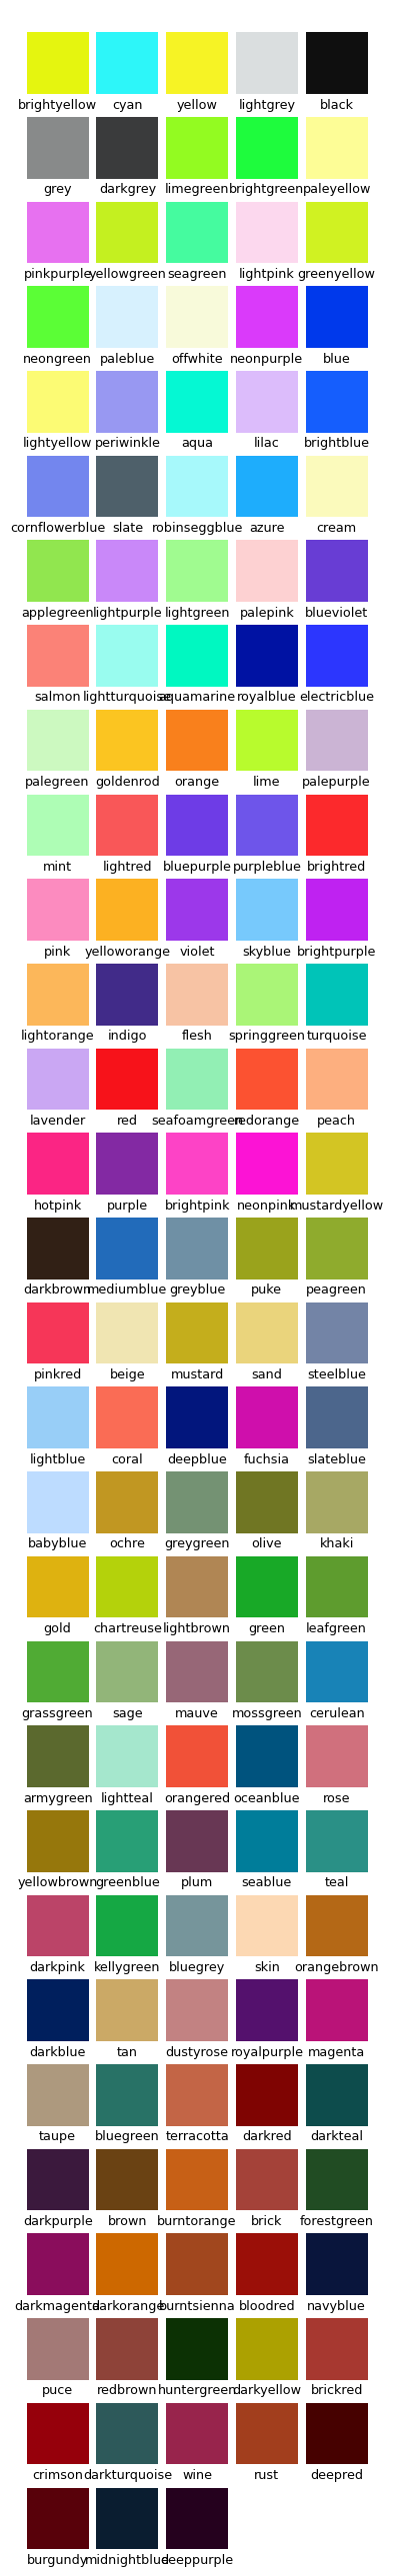 brightyellow cyan yellow lightgrey black
grey darkgrey limegreen brightgreen paleyellow
pinkpurple yellowgreen seagreen lightpink greenyellow
neongreen paleblue offwhite neonpurple blue
lightyellow periwinkle aqua lilac brightblue
cornflowerblue slate robinseggblue azure cream
applegreen lightpurple lightgreen palepink blueviolet
salmon lightturquoise aquamarine royalblue electricblue
palegreen goldenrod orange lime palepurple
mint lightred bluepurple purpleblue brightred
pink yelloworange violet skyblue brightpurple
lightorange indigo flesh springgreen turquoise
lavender red seafoamgreen redorange peach
hotpink purple brightpink neonpink mustardyellow
darkbrown mediumblue greyblue puke peagreen
pinkred beige mustard sand steelblue
lightblue coral deepblue fuchsia slateblue
babyblue ochre greygreen olive khaki
gold chartreuse lightbrown green leafgreen
grassgreen sage mauve mossgreen cerulean
armygreen lightteal orangered oceanblue rose
yellowbrown greenblue plum seablue teal
darkpink kellygreen bluegrey skin orangebrown
darkblue tan dustyrose royalpurple magenta
taupe bluegreen terracotta darkred darkteal
darkpurple brown burntorange brick forestgreen
darkmagenta darkorange burntsienna bloodred navyblue
puce redbrown huntergreen darkyellow brickred
crimson darkturquoise wine rust deepred
burgundy midnightblue deeppurple